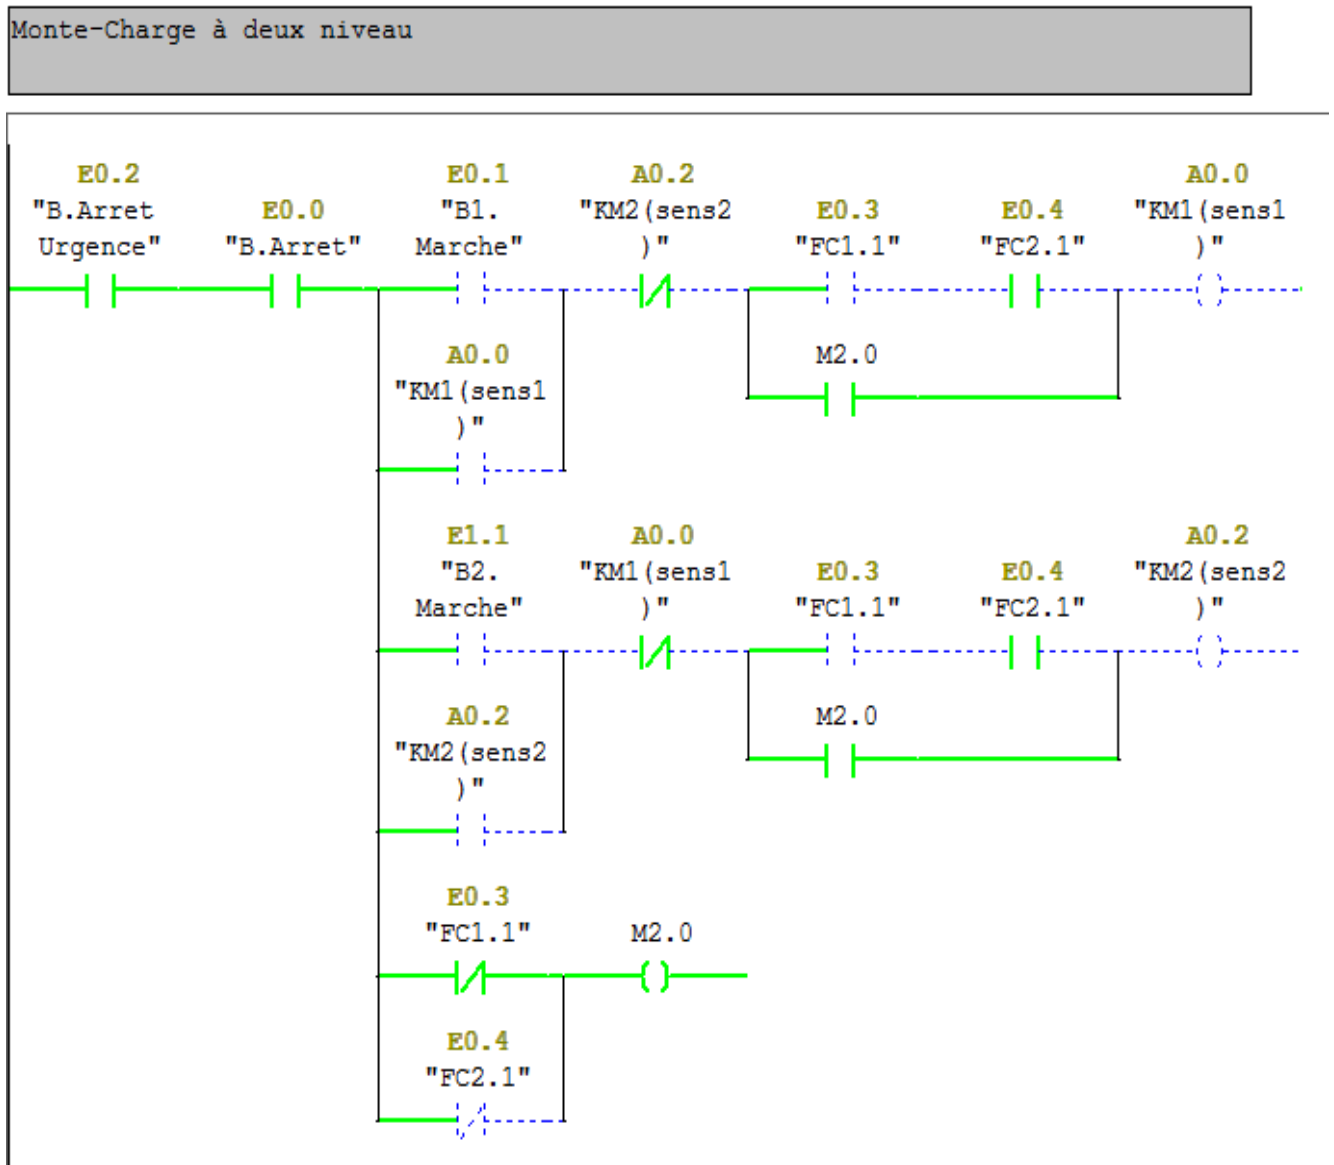 Monte-Charge à deux niveau
E0.2
"B.Arret
Urgence"
E0.0
"B.Arret"
E0.1
"B1.
Marche"
A0.2
"KM2(sens2
)"
E0.3
"FC1.1"
E0.4
"FC2.1"
A0.0
"KM1(sens1
)"
A0.0
"KM1(sens1
)"
M2.0
E1.1
"B2.
Marche"
A0.0
"KM1(sens1
)"
E0.3
"FC1.1"
E0.4
"FC2.1"
A0.2
"KM2(sens2
)"
A0.2
"KM2(sens2
)"
M2.0
E0.3
"FC1.1"
M2.0
E0.4
"FC2.1"